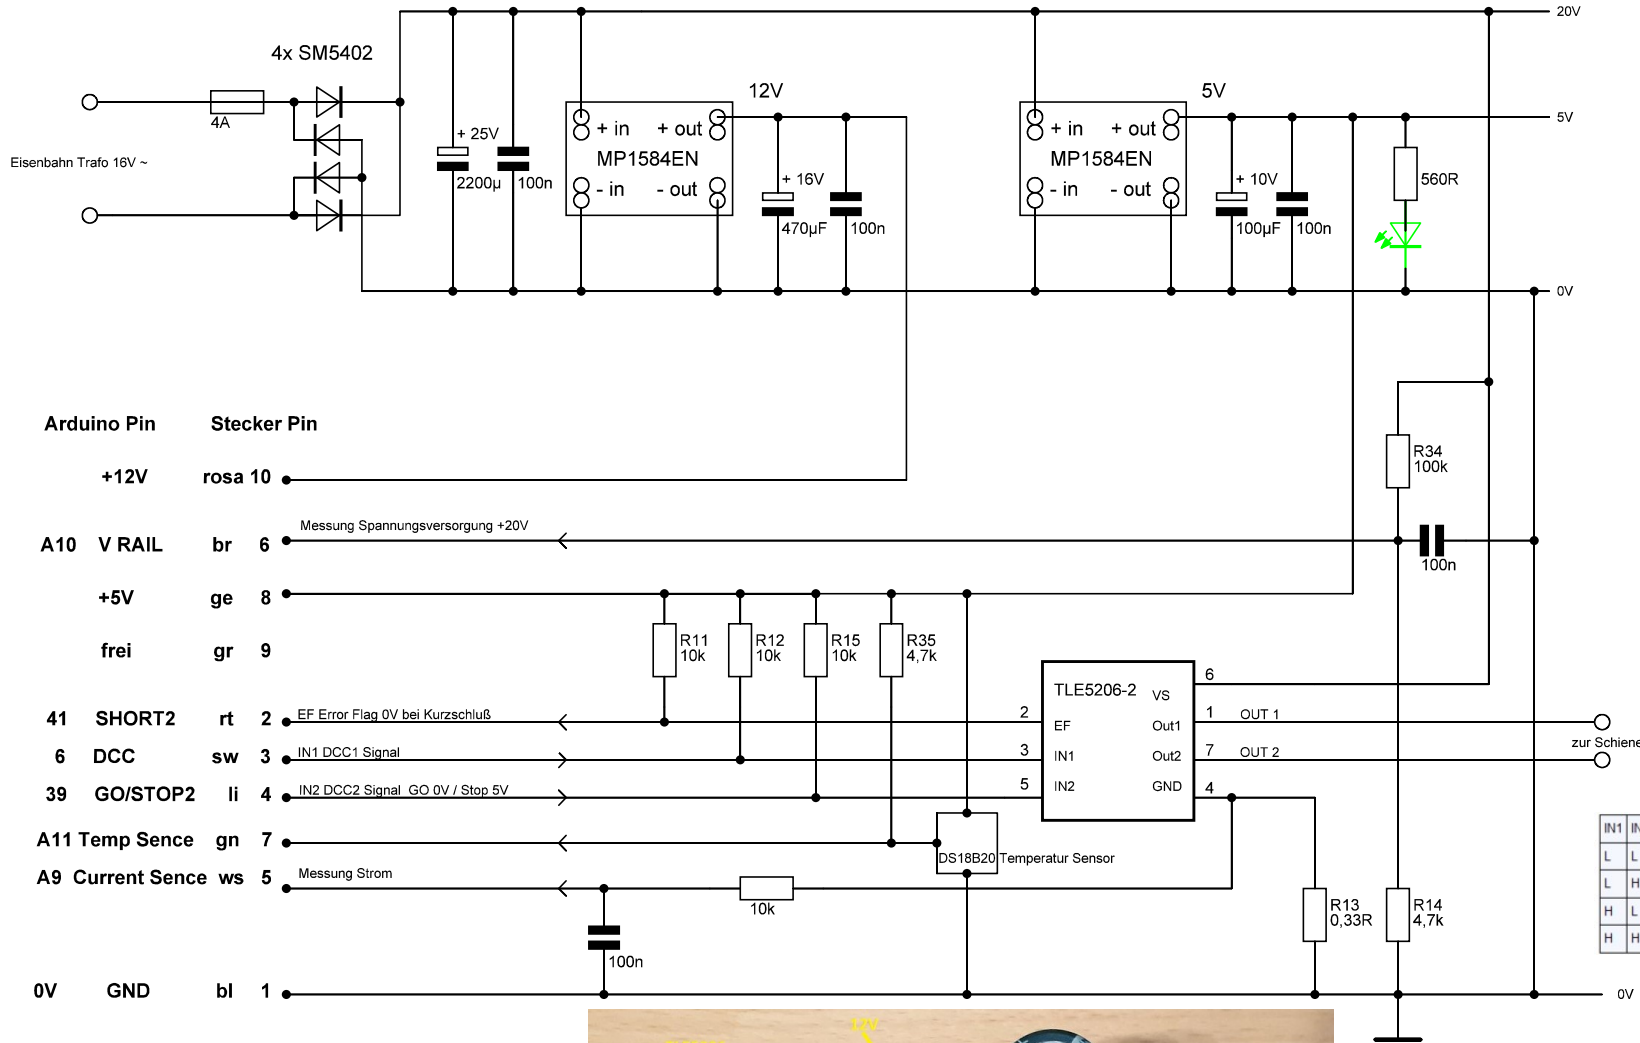 20V
4x SM5402
12V
5V
4A
+ 25V
2200µ
100n
+ in + out
MP1584EN
- in - out
+ 16V
470µF
100n
+ in + out
MP1584EN
- in - out
5V
+ 10V
100µF
100n
560R
Eisenbahn Trafo 16V ~
0V
Arduino Pin Stecker Pin
+12V rosa 10
R34
100k
Messung Spannungsversorgung +20V
A10 V RAIL br 6
100n
+5V ge 8
frei gr 9
R11
10k
R12
10k
R15
10k
R35
4,7k
TLE5206-2
VS
6
41 SHORT2 rt 2
EF Error Flag 0V bei Kurzschluß
2
EF
Out1
1
OUT 1
zur Schiene
6 DCC sw 3
IN1 DCC1 Signal
3
IN1
Out2
7
OUT 2
39 GO/STOP2 li 4
IN2 DCC2 Signal GO 0V / Stop 5V
5
IN2
GND
4
A11 Temp Sence gn 7
DS18B20 Temperatur Sensor
A9 Current Sence ws 5
Messung Strom
10k
100n
R13
0,33R
R14
4,7k
IN1 IN
L L
L H
H L
H H
0V GND bl 1
0V
12V